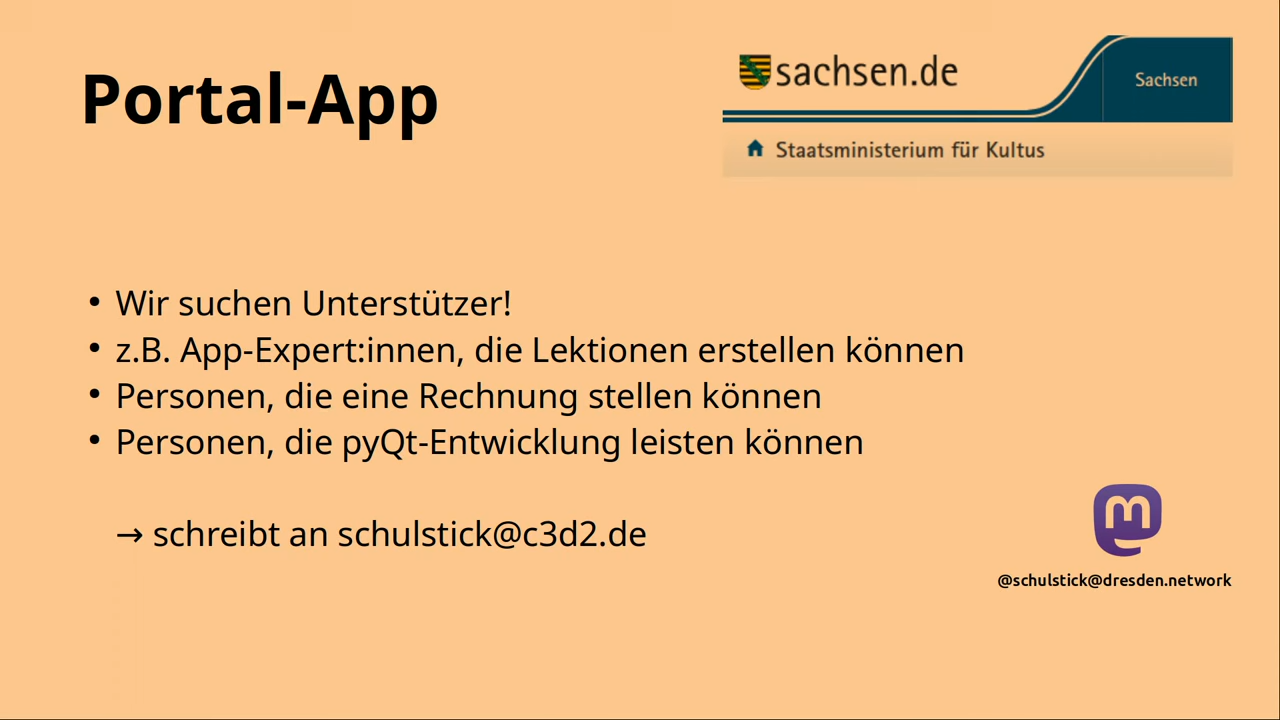 Portal-App
sachsen.de
Sachsen
Staatsministerium für Kultus
• Wir suchen Unterstützer!
• z.B. App-Expert:innen, die Lektionen erstellen können
• Personen, die eine Rechnung stellen können
• Personen, die pyQt-Entwicklung leisten können
→ schreibt an schulstick@c3d2.de
@schulstick@dresden.network